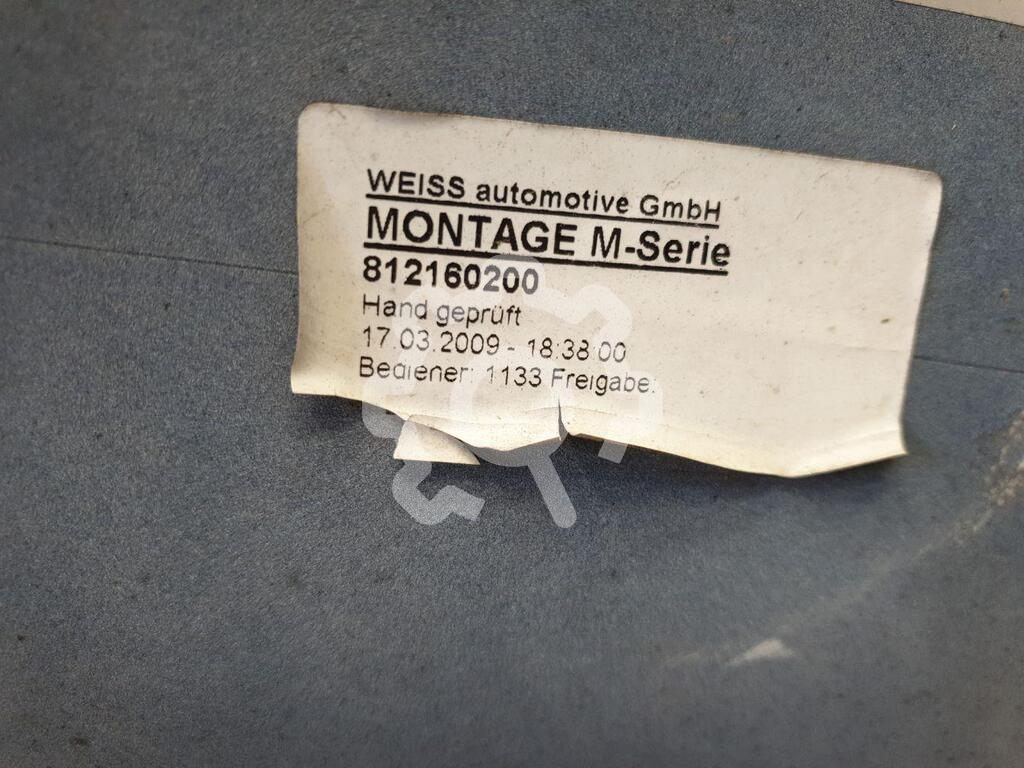 WEISS automotive GmbH
MONTAGE M-Serie
812160200
Hand geprüft
17.03.2009 - 18:38:00
Bediener: 1133 Freigabe: